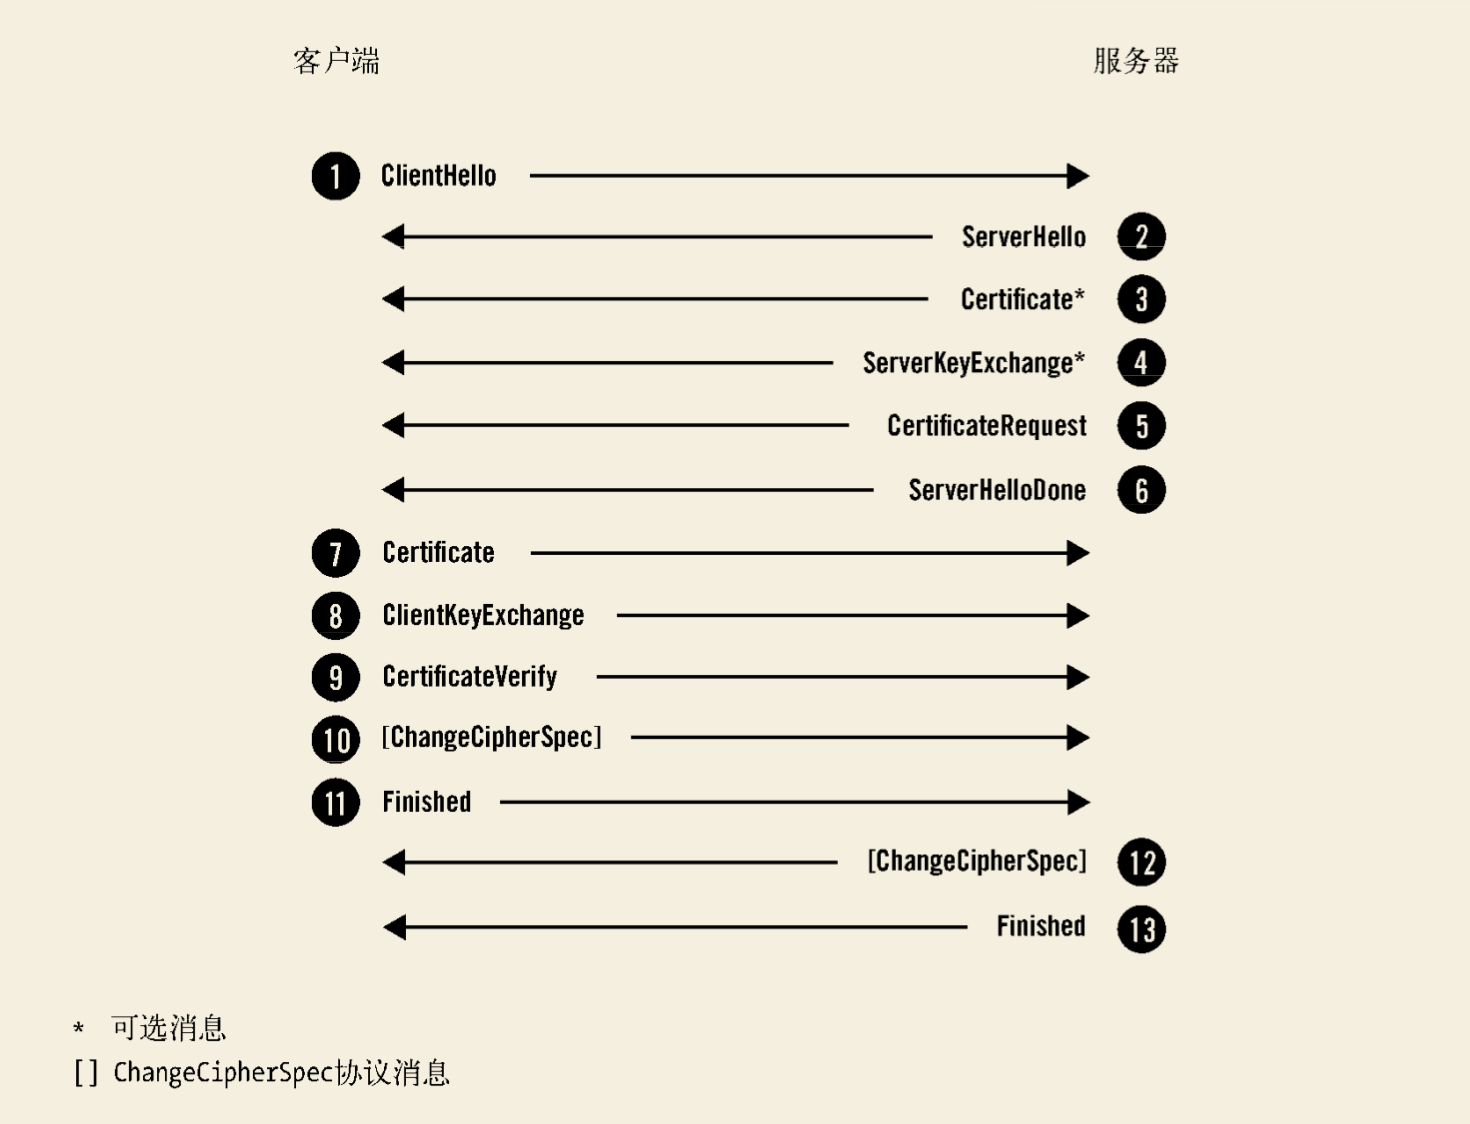 客户端 服务器
1 ClientHello
ServerHello 2
Certificate* 3
ServerKeyExchange* 4
CertificateRequest 5
ServerHelloDone 6
7 Certificate
8 ClientKeyExchange
9 CertificateVerify
10 [ChangeCipherSpec]
11 Finished
[ChangeCipherSpec] 12
Finished 13
* 可选消息
[] ChangeCipherSpec协议消息